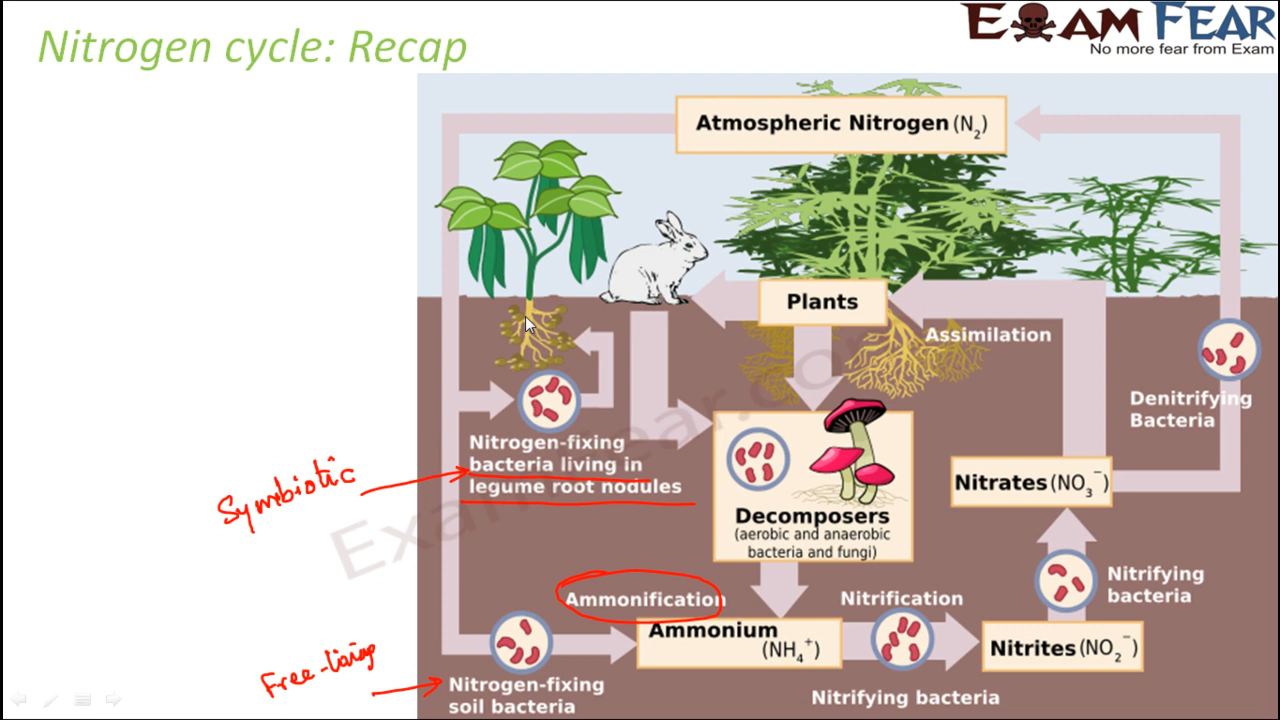 Nitrogen cycle: Recap
EXAM FEAR
No more fear from Exam
Atmospheric Nitrogen (N₂)
Plants
Assimilation
Denitrifying
Bacteria
Nitrogen-fixing
bacteria living in
legume root nodules
Symbiotic
Decomposers
(aerobic and anaerobic
bacteria and fungi)
Nitrates (NO₃⁻)
Nitrifying
bacteria
Ammonification
Nitrification
Ammonium
(NH₄⁺)
Nitrites (NO₂⁻)
Free-living
Nitrogen-fixing
soil bacteria
Nitrifying bacteria
ExamFear.com